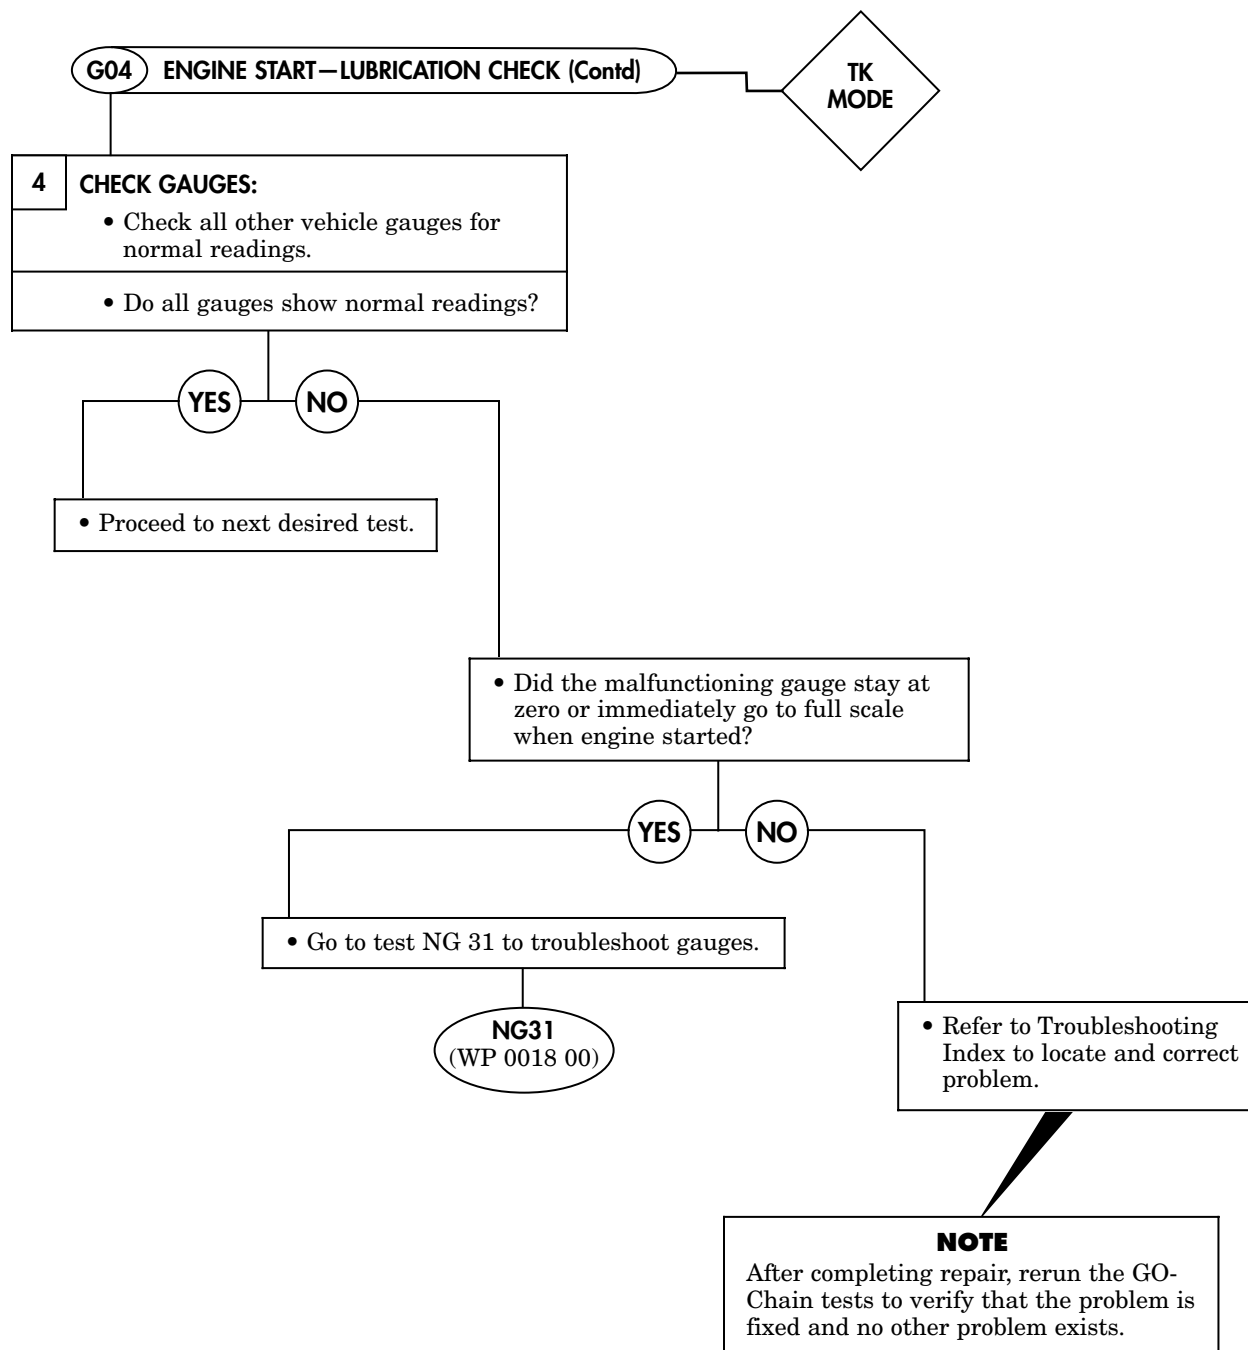 G04 ENGINE START—LUBRICATION CHECK (Contd)
TK
MODE
4 CHECK GAUGES:
• Check all other vehicle gauges for
normal readings.
• Do all gauges show normal readings?
YES NO
• Proceed to next desired test.
• Did the malfunctioning gauge stay at
zero or immediately go to full scale
when engine started?
YES NO
• Go to test NG 31 to troubleshoot gauges.
NG31
(WP 0018 00)
• Refer to Troubleshooting
Index to locate and correct
problem.
NOTE
After completing repair, rerun the GO-
Chain tests to verify that the problem is
fixed and no other problem exists.